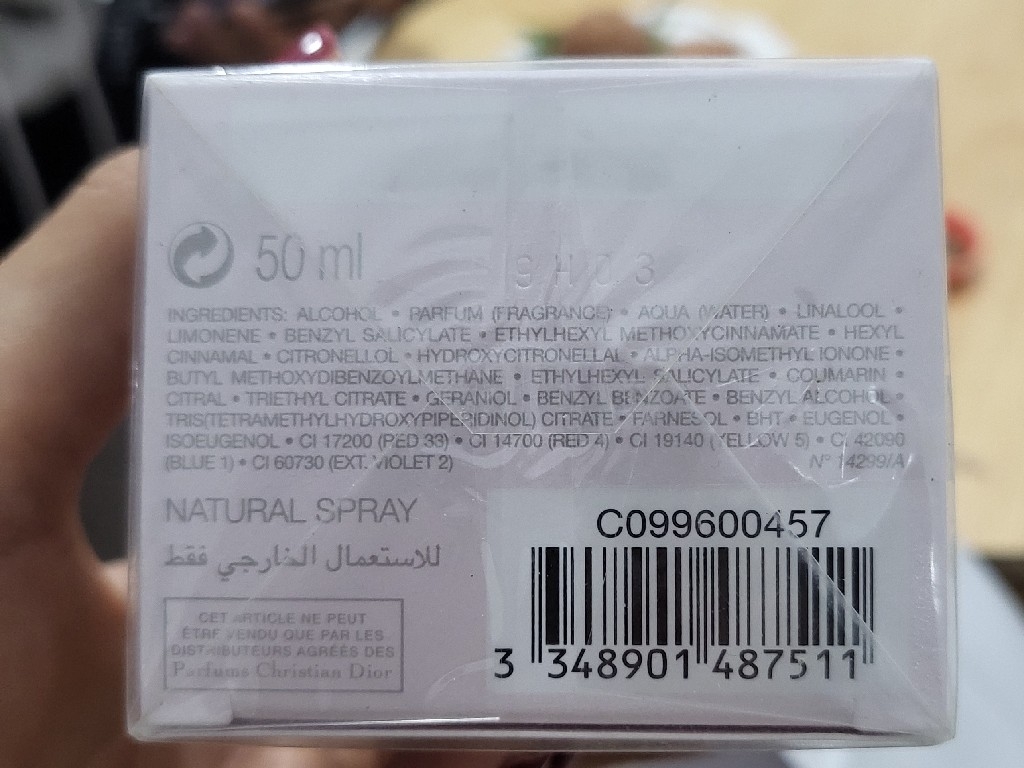 50 ml
9H03
INGREDIENTS: ALCOHOL • PARFUM (FRAGRANCE) • AQUA (WATER) • LINALOOL •
LIMONENE • BENZYL SALICYLATE • ETHYLHEXYL METHOXYCINNAMATE • HEXYL
CINNAMAL • CITRONELLOL • HYDROXYCITRONELLAL • ALPHA-ISOMETHYL IONONE •
BUTYL METHOXYDIBENZOYLMETHANE • ETHYLHEXYL SALICYLATE • COUMARIN •
CITRAL • TRIETHYL CITRATE • GERANIOL • BENZYL BENZOATE • BENZYL ALCOHOL •
TRIS(TETRAMETHYLHYDROXYPIPERIDINOL) CITRATE • FARNESOL • BHT • EUGENOL •
ISOEUGENOL • CI 17200 (RED 33) • CI 14700 (RED 4) • CI 19140 (YELLOW 5) • CI 42090
(BLUE 1) • CI 60730 (EXT. VIOLET 2)
N° 14299/A
NATURAL SPRAY
للاستعمال الخارجي فقط
CET ARTICLE NE PEUT
ÊTRE VENDU QUE PAR LES
DISTRIBUTEURS AGRÉÉS DES
Parfums Christian Dior
C099600457
3 348901 487511